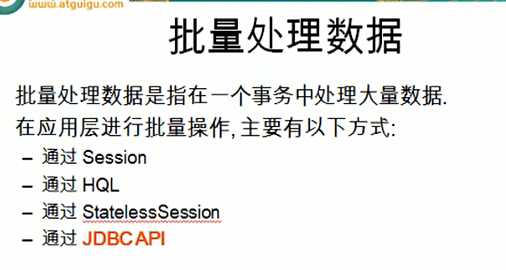 www.atguigu.com
批量处理数据
批量处理数据是指在一个事务中处理大量数据.
在应用层进行批量操作, 主要有以下方式:
– 通过 Session
– 通过 HQL
– 通过 StatelessSession
– 通过 JDBC API